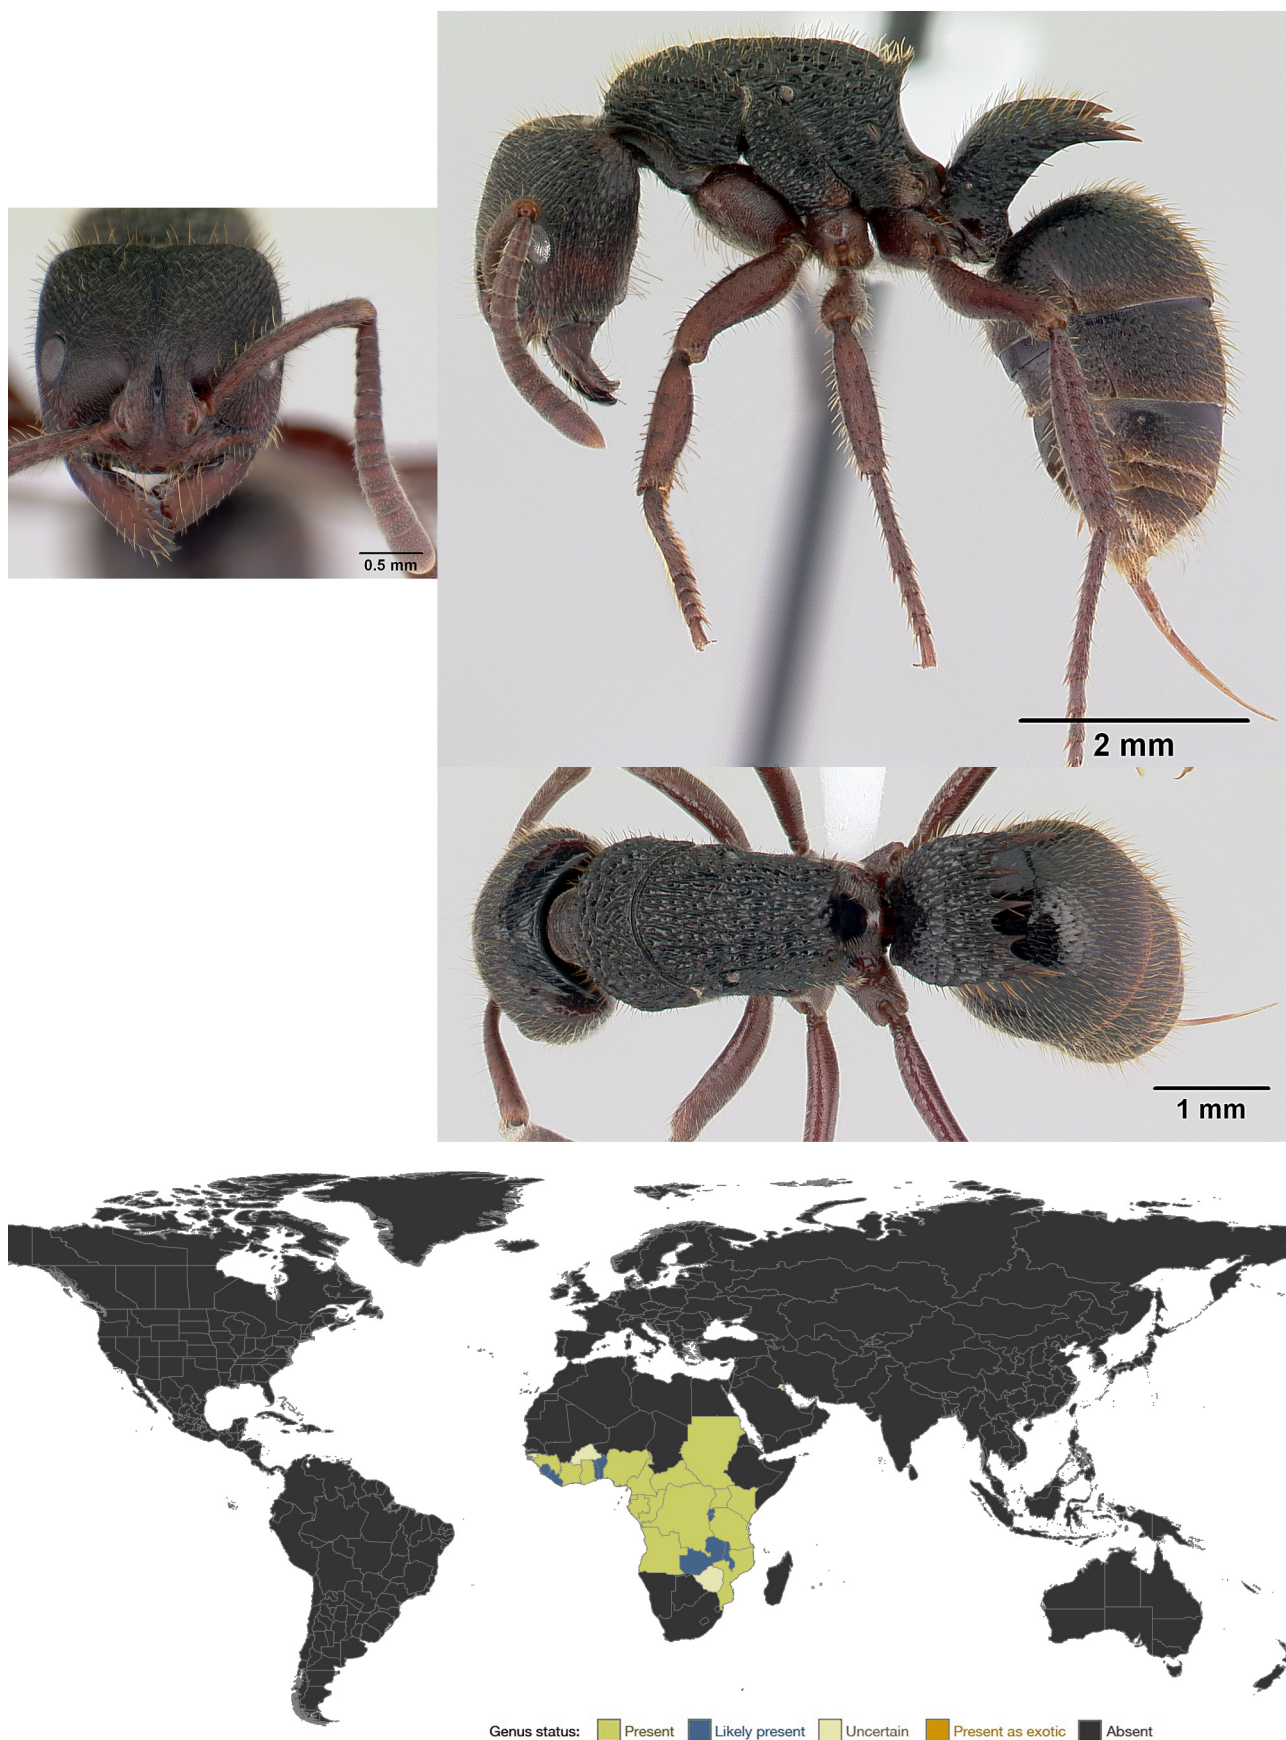 0.5 mm
2 mm
1 mm
Genus status: Present Likely present Uncertain Present as exotic Absent